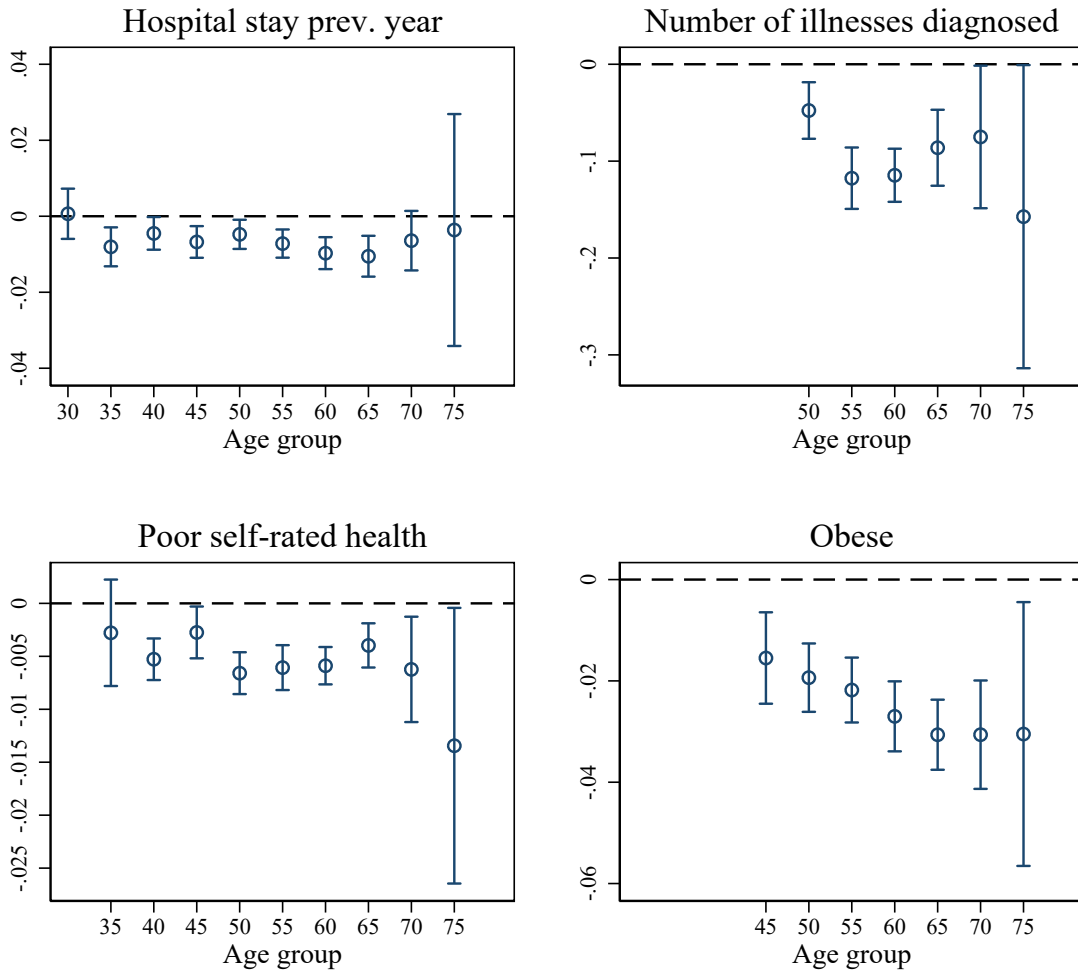 Hospital stay prev. year
.04
.02
0
-.02
-.04
30 35 40 45 50 55 60 65 70 75
Age group
Number of illnesses diagnosed
0
-.1
-.2
-.3
50 55 60 65 70 75
Age group
Poor self-rated health
0
-.005
-.01
-.015
-.02
-.025
35 40 45 50 55 60 65 70 75
Age group
Obese
0
-.02
-.04
-.06
45 50 55 60 65 70 75
Age group